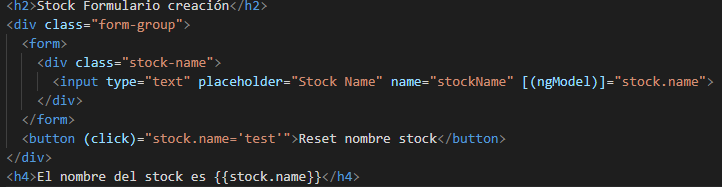 <h2>Stock Formulario creación</h2>
<div class="form-group">
<form>
<div class="stock-name">
<input type="text" placeholder="Stock Name" name="stockName" [(ngModel)]="stock.name">
</div>
</form>
<button (click)="stock.name='test'">Reset nombre stock</button>
</div>
<h4>El nombre del stock es {{stock.name}}</h4>